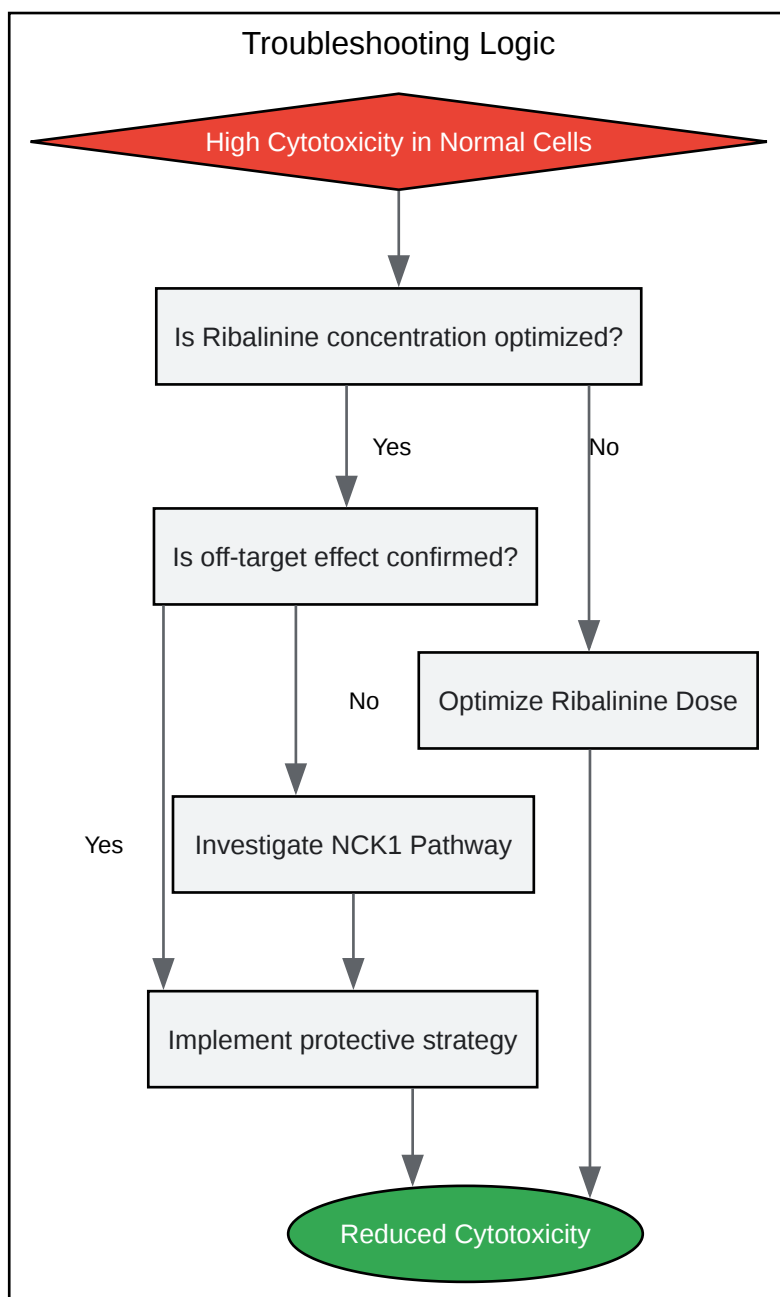 Troubleshooting Logic
High Cytotoxicity in Normal Cells
Is Ribalinine concentration optimized?
Yes
No
Is off-target effect confirmed?
No
Optimize Ribalinine Dose
Yes
Investigate NCK1 Pathway
Implement protective strategy
Reduced Cytotoxicity